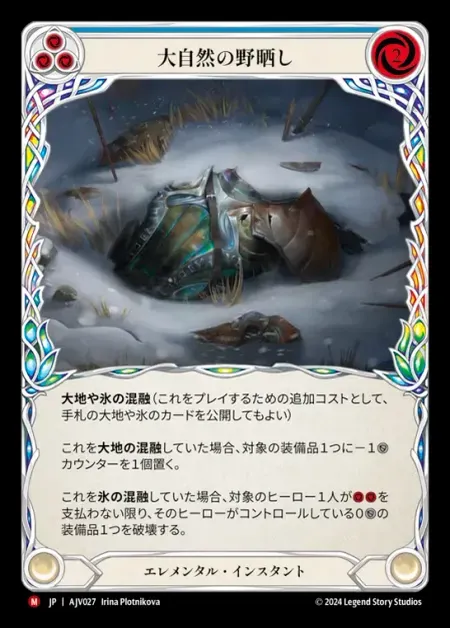 大自然の野晒し
2
大地や氷の混融(これをプレイするための追加コストとして、
手札の大地や氷のカードを公開してもよい)
これを大地の混融していた場合、対象の装備品1つに-1
カウンターを1個置く。
これを氷の混融していた場合、対象のヒーロー1人がを
支払わない限り、そのヒーローがコントロールしている0の
装備品1つを破壊する。
エレメンタル・インスタント
M JP | AJV027 Irina Plotnikova
© 2024 Legend Story Studios